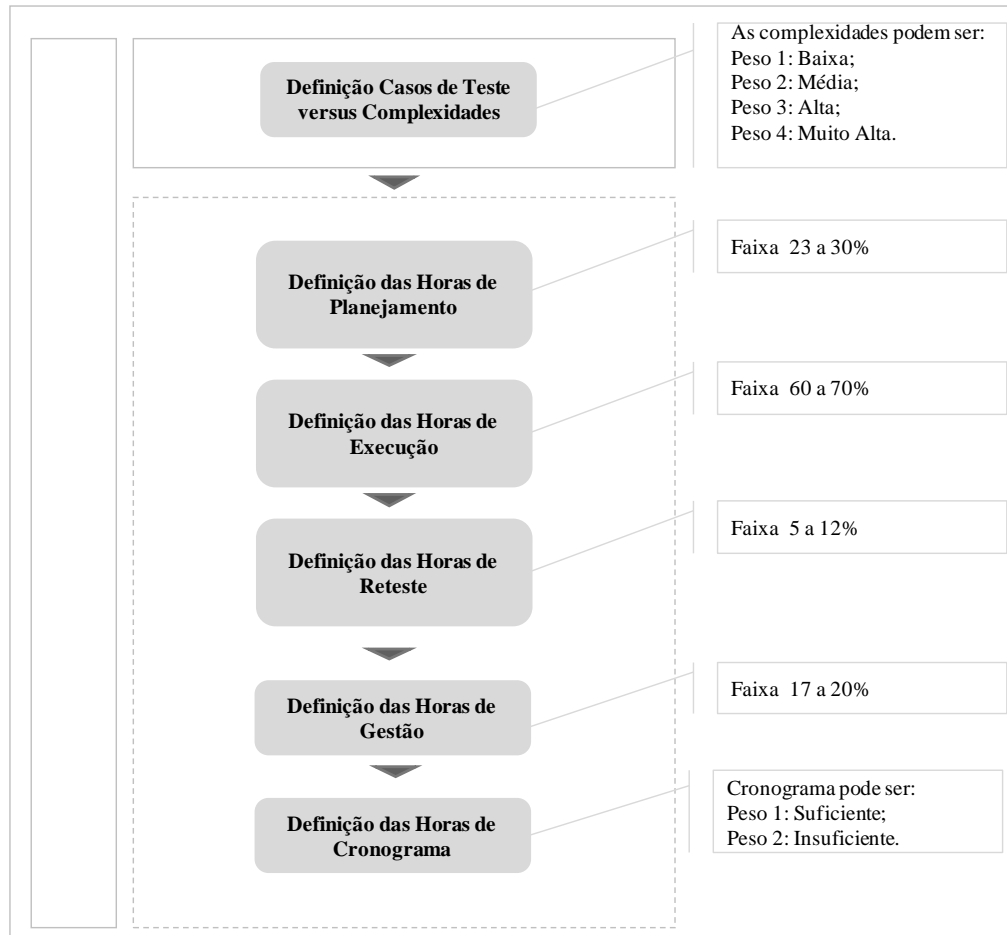 Definição Casos de Teste
versus Complexidades
As complexidades podem ser:
Peso 1: Baixa;
Peso 2: Média;
Peso 3: Alta;
Peso 4: Muito Alta.
Definição das Horas de
Planejamento
Faixa 23 a 30%
Definição das Horas de
Execução
Faixa 60 a 70%
Definição das Horas de
Reteste
Faixa 5 a 12%
Definição das Horas de
Gestão
Faixa 17 a 20%
Definição das Horas de
Cronograma
Cronograma pode ser:
Peso 1: Suficiente;
Peso 2: Insuficiente.